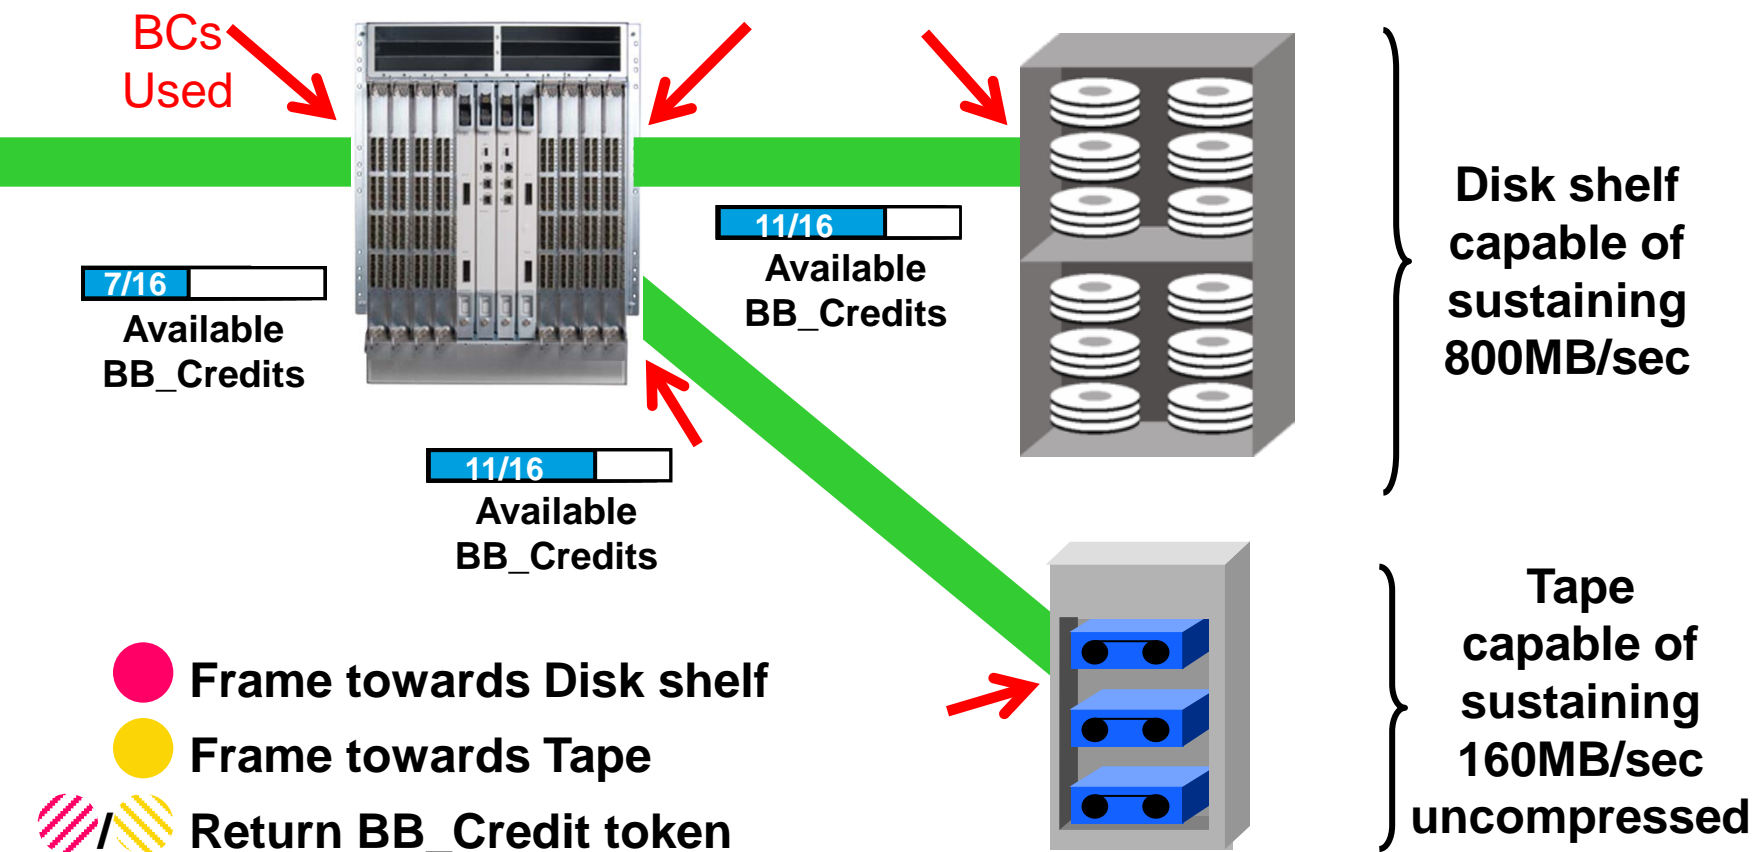 BCs
Used
7/16
Available
BB_Credits
11/16
Available
BB_Credits
11/16
Available
BB_Credits
Disk shelf
capable of
sustaining
800MB/sec
Tape
capable of
sustaining
160MB/sec
uncompressed
Frame towards Disk shelf
Frame towards Tape
/ Return BB_Credit token